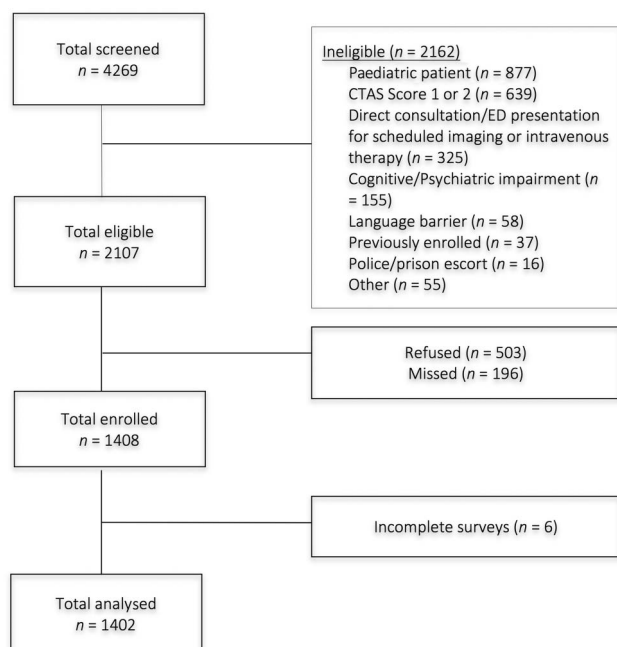 Total screened
n = 4269
Ineligible (n = 2162)
Paediatric patient (n = 877)
CTAS Score 1 or 2 (n = 639)
Direct consultation/ED presentation
for scheduled imaging or intravenous
therapy (n = 325)
Cognitive/Psychiatric impairment (n
= 155)
Language barrier (n = 58)
Previously enrolled (n = 37)
Police/prison escort (n = 16)
Other (n = 55)
Total eligible
n = 2107
Refused (n = 503)
Missed (n = 196)
Total enrolled
n = 1408
Incomplete surveys (n = 6)
Total analysed
n = 1402